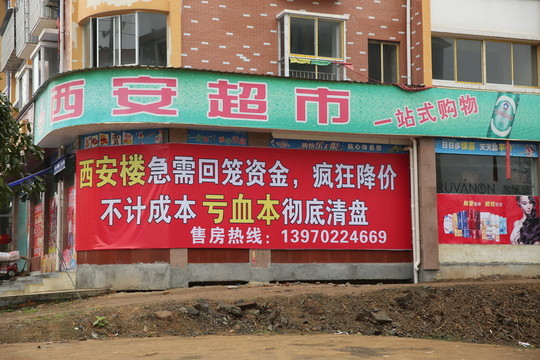 西安超市 一站式购物
西安楼急需回笼资金，疯狂降价
不计成本 亏血本彻底清盘
售房热线：13970224669
RUVANON